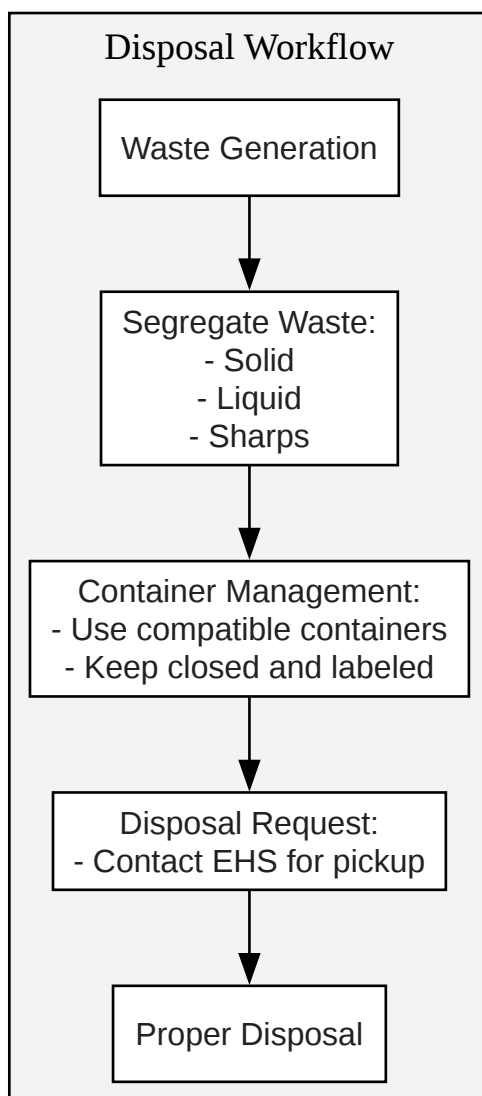 Disposal Workflow
Waste Generation
Segregate Waste:
- Solid
- Liquid
- Sharps
Container Management:
- Use compatible containers
- Keep closed and labeled
Disposal Request:
- Contact EHS for pickup
Proper Disposal